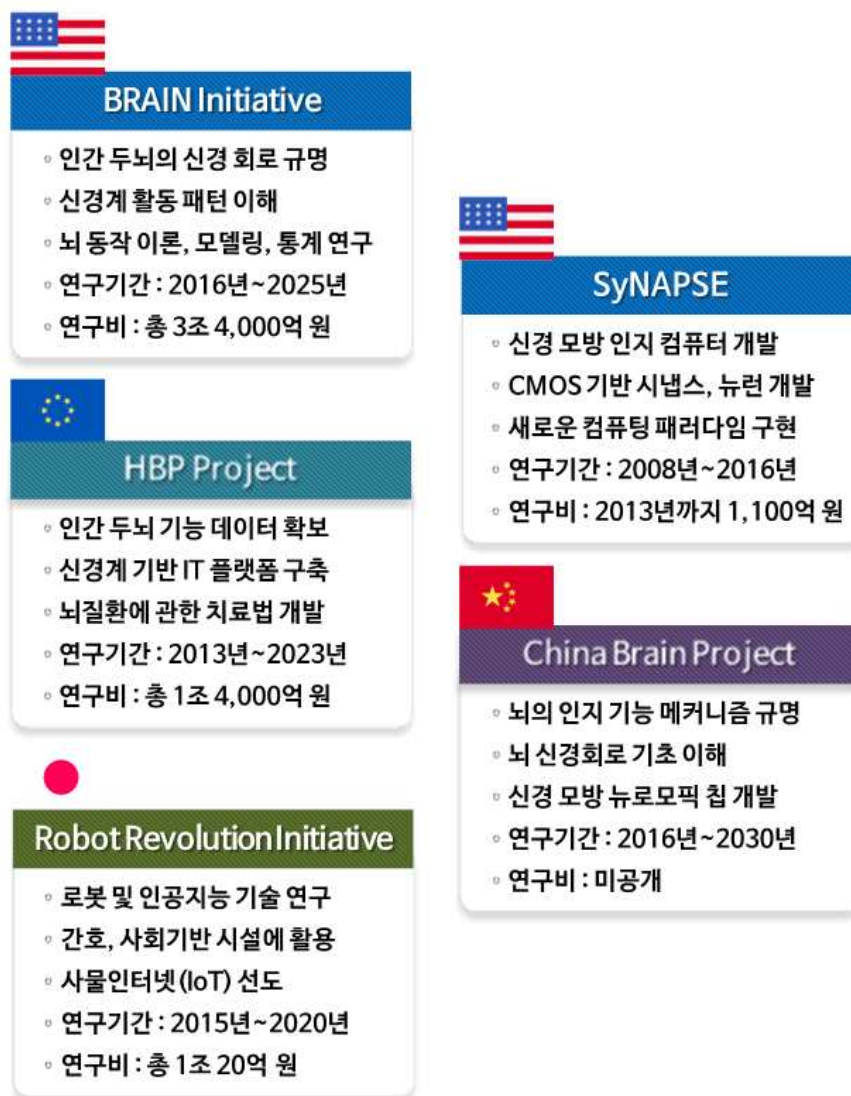 BRAIN Initiative
◦ 인간 두뇌의 신경 회로 규명
◦ 신경계 활동 패턴 이해
◦ 뇌 동작 이론, 모델링, 통계 연구
◦ 연구기간 : 2016년~2025년
◦ 연구비 : 총 3조 4,000억 원
HBP Project
◦ 인간 두뇌 기능 데이터 확보
◦ 신경계 기반 IT 플랫폼 구축
◦ 뇌질환에 관한 치료법 개발
◦ 연구기간 : 2013년~2023년
◦ 연구비 : 총 1조 4,000억 원
Robot Revolution Initiative
◦ 로봇 및 인공지능 기술 연구
◦ 간호, 사회기반 시설에 활용
◦ 사물인터넷(IoT) 선도
◦ 연구기간 : 2015년~2020년
◦ 연구비 : 총 1조 20억 원
SyNAPSE
◦ 신경 모방 인지 컴퓨터 개발
◦ CMOS 기반 시냅스, 뉴런 개발
◦ 새로운 컴퓨팅 패러다임 구현
◦ 연구기간 : 2008년~2016년
◦ 연구비 : 2013년까지 1,100억 원
China Brain Project
◦ 뇌의 인지 기능 메커니즘 규명
◦ 뇌 신경회로 기초 이해
◦ 신경 모방 뉴로모픽 칩 개발
◦ 연구기간 : 2016년~2030년
◦ 연구비 : 미공개